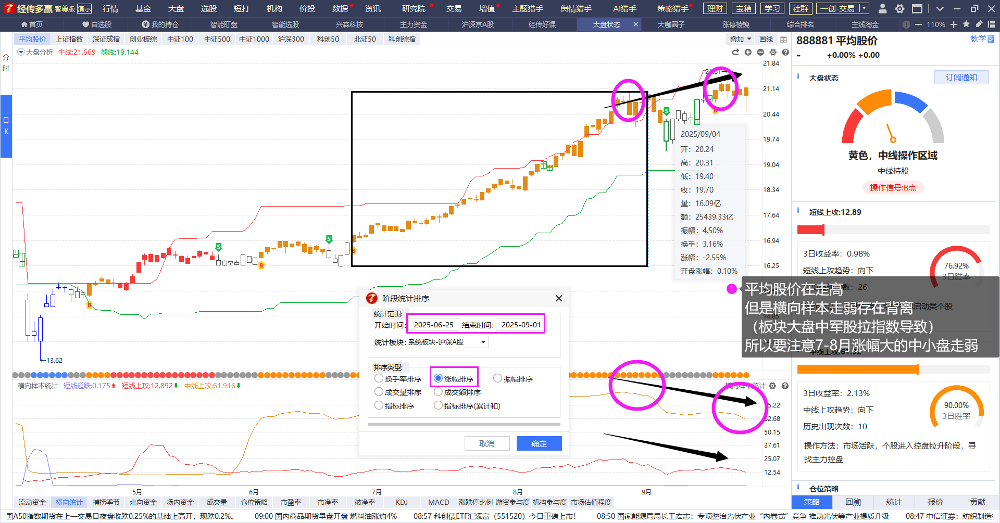 经传多赢 智尊版 演示 行情 基金 大盘 选股 短打 机构 价投 数据 资讯 研究院 交易 增值 主题猎手 舆情猎手 AI猎手 策略猎手 理财 宝箱 学习 社群 一创-交易
首页 自选股 我的持仓 智能盯盘 智能选股 兴森科技 主力资金 沪深京A股 经传好课 大盘状态 大咖圈子 涨停棱镜 综合排名 主线淘金 110%
平均股价 上证指数 深证成指 创业板综 中证100 中证500 中证1000 沪深300 科创50 北证50 科创综指 叠加 画线
分时
日K
大盘分析 牛线:21.669 熊线:19.144
21.84
21.14
20.44
19.74
19.04
18.34
17.64
16.94
16.25
←13.62
S
B
S
B
B
S
B
2025/09/04
开: 20.24
高: 20.31
低: 19.40
收: 19.70
量: 16.09亿
额: 25439.33亿
振幅: 4.50%
换手: 3.16%
涨幅: -2.55%
开盘涨幅: 0.10%
1
平均股价在走高
但是横向样本走弱存在背离
（板块大盘中军股拉指数导致）
所以要注意7-8月涨幅大的中小盘走弱
阶段统计排序
统计范围:
开始时间: 2025-06-25 结束时间: 2025-09-01
统计板块: 系统板块-沪深A股
排序类型:
换手率排序 涨幅排序 振幅排序
成交量排序 成交额排序
指标排序 指标排序(累计和)
取消 确定
横向样本统计 短线超跌:0.175 短线上攻:12.892 中线上攻:61.916
62.68
50.15
37.61
25.07
12.54
5月 6月 7月 8月 9月
流动资金 横向统计 捕捞季节 北向资金 场内资金 成交量 仓位策略 市盈率 市净率 破净率 KDJ MACD 涨跌停比例 游资参与度 机构参与度 市场估值程度
888881 平均股价 教学
- +0.00% +0.00
大盘状态 订阅通知
黄色，中线操作区域
中线持股
操作信号:B点
短线上攻:12.89
3日收益率: 0.98%
短线上攻趋势: 向下
26
76.92%
3日胜率
启动类个股
中线上攻:61.92
3日收益率: 2.13%
中线上攻趋势: 向下
历史出现次数: 10
90.00%
3日胜率
操作方法: 市场活跃，个股进入控盘拉升阶段，寻
找主力控盘
仓位策略
策略 回溯 统计 报价 贡献
国A50指数期货在上一交易日夜盘收跌0.25%的基础上高开，现跌0.2%。 09:00 国内商品期货早盘开盘 燃料油涨约4% 08:57 科创债ETF汇添富（551520）今日重磅上市！ 08:50 国家能源局局长王宏志：专项整治光伏产业“内卷式”竞争 推动光伏等产业提质升级 08:47 中信证券：纺织制造